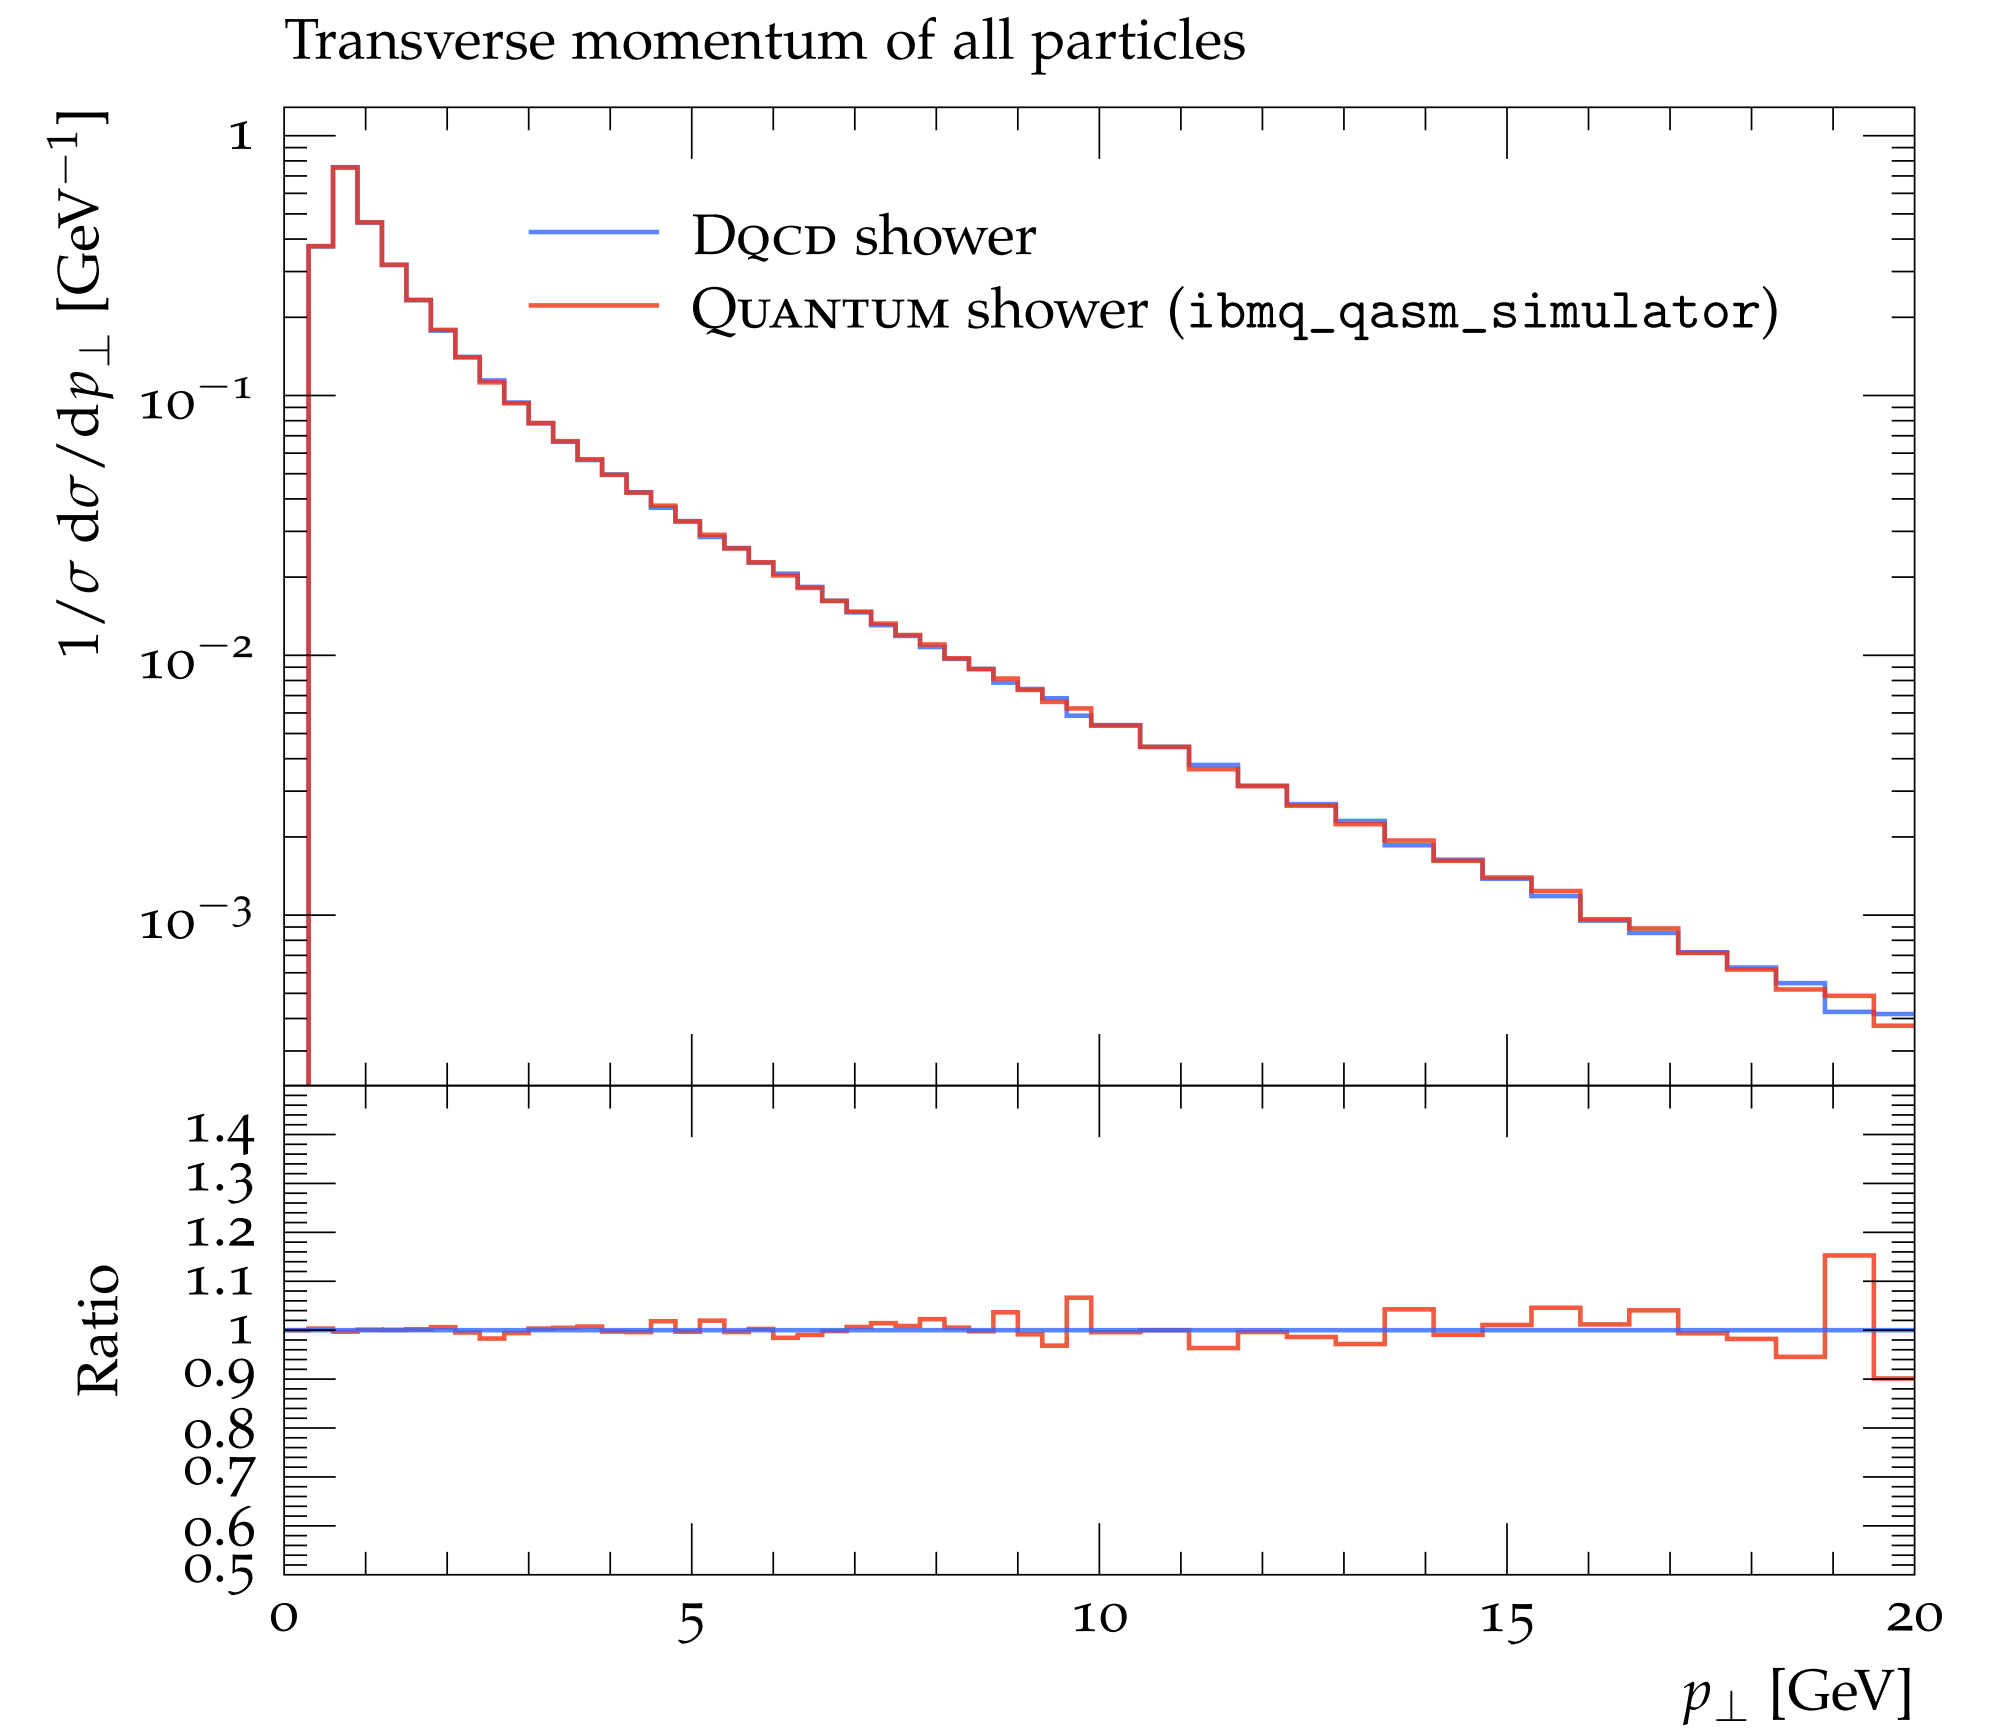 Transverse momentum of all particles
1/σ dσ/dp⊥ [GeV⁻¹]
1
10⁻¹
10⁻²
10⁻³
Dqcd shower
Quantum shower (ibmq_qasm_simulator)
Ratio
1.4
1.3
1.2
1.1
1
0.9
0.8
0.7
0.6
0.5
0 5 10 15 20
p⊥ [GeV]